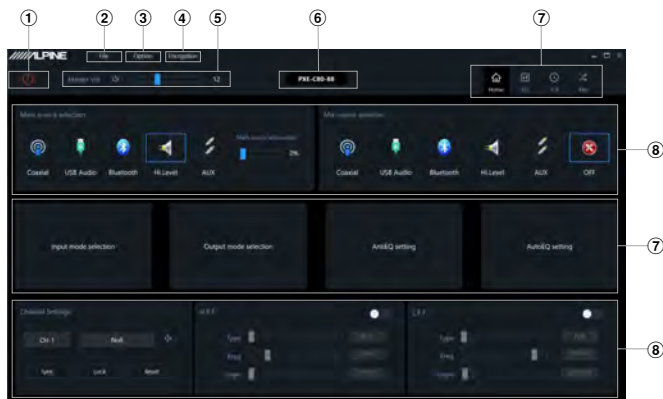 ① ② ③ ④ ⑤ ⑥ ⑦
ALPINE File Option Encryption
Master Vol 12 PXE-C80-88 Home EQ
Main source selection
Mix source selection
Main source attenuation
0%
Coaxial USB Audio Bluetooth Hi.Level AUX
Coaxial USB Audio Bluetooth Hi.Level AUX OFF
⑧
Input mode selection Output mode selection AntiEQ setting AutoEQ setting
⑦
Channel Settings
H.P.F
L.P.F
CH 1 Null
Type
Type
Freq
Freq
Sync Lock Reset
⑧